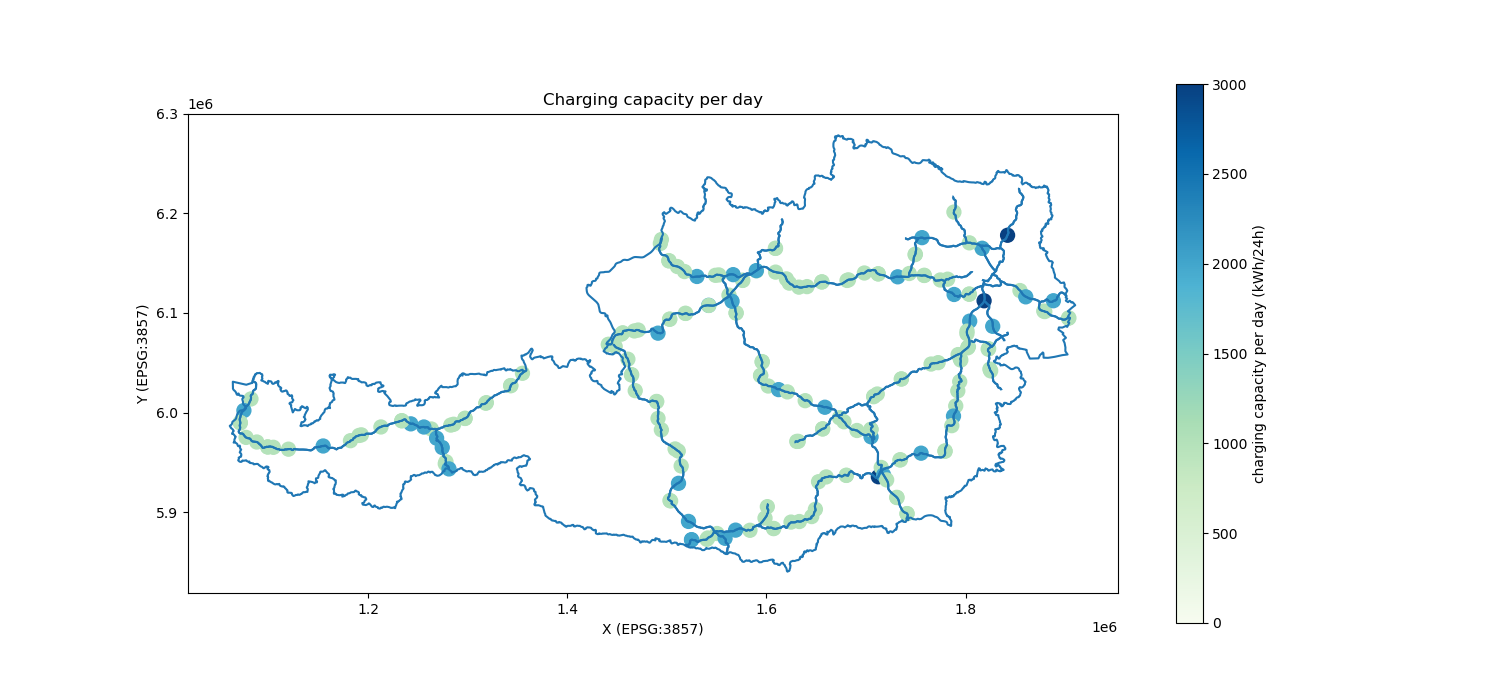 Charging capacity per day
1e6
6.3
6.2
6.1
6.0
5.9
Y (EPSG:3857)
1.2
1.4
1.6
1.8
X (EPSG:3857)
1e6
3000
2500
2000
1500
1000
500
0
charging capacity per day (kWh/24h)